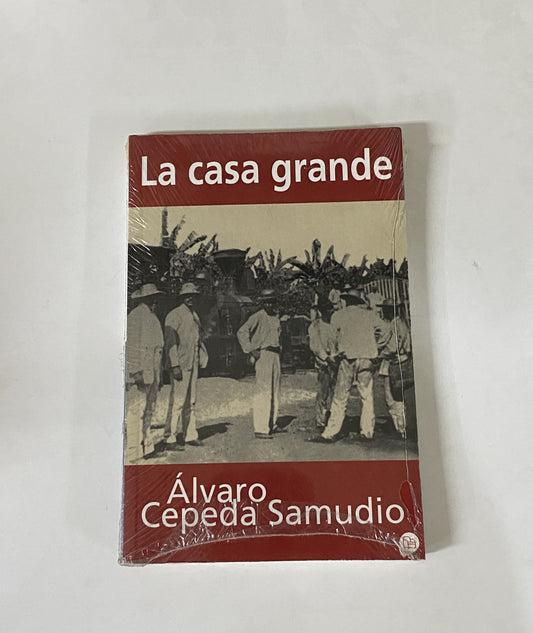 La casa grande
Álvaro
Cepeda Samudio